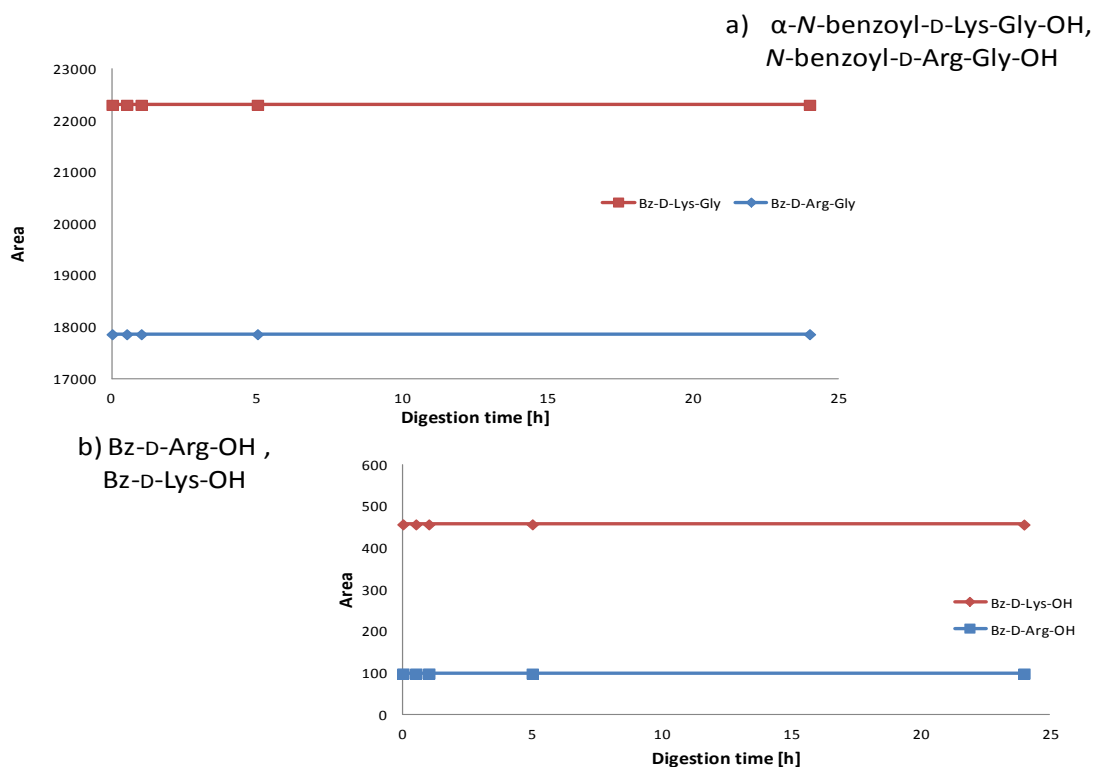 a) α-N-benzoyl-D-Lys-Gly-OH,
N-benzoyl-D-Arg-Gly-OH
23000
22000
21000
20000
19000
18000
17000
Area
Bz-D-Lys-Gly Bz-D-Arg-Gly
0 5 10 15 20 25
Digestion time [h]
b) Bz-D-Arg-OH ,
Bz-D-Lys-OH
600
500
400
300
200
100
0
Area
Bz-D-Lys-OH
Bz-D-Arg-OH
0 5 10 15 20 25
Digestion time [h]